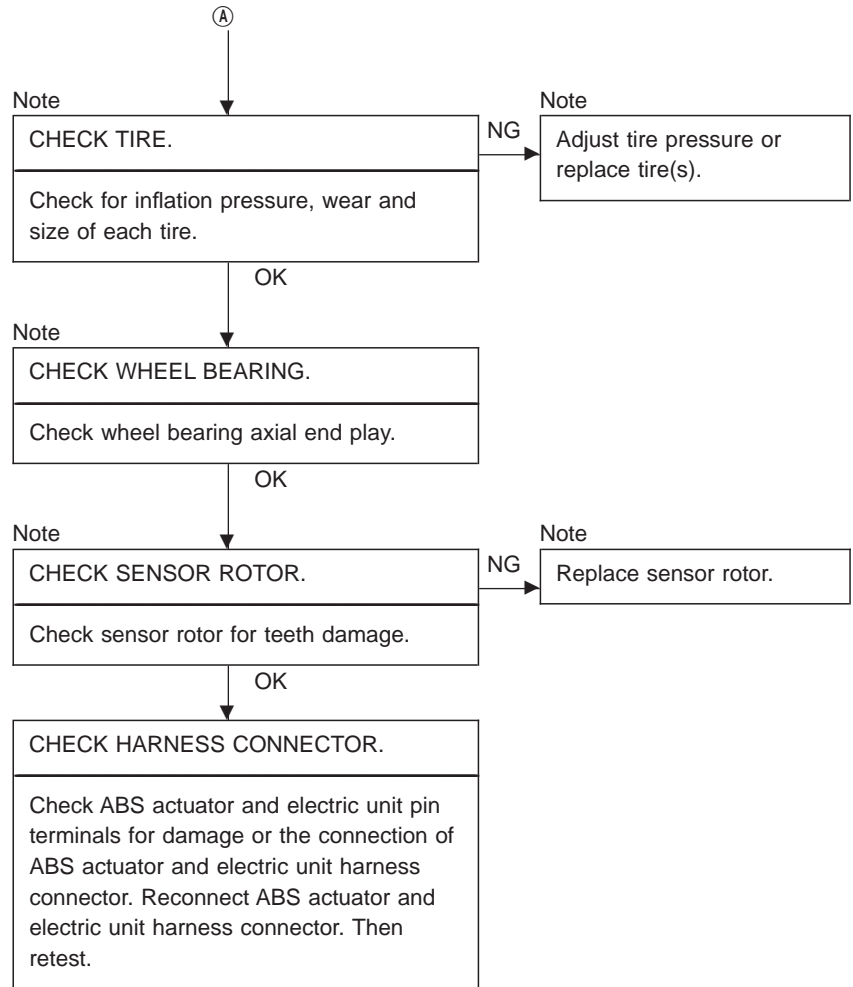 Ⓐ
Note
CHECK TIRE.
Check for inflation pressure, wear and
size of each tire.
NG
Note
Adjust tire pressure or
replace tire(s).
OK
Note
CHECK WHEEL BEARING.
Check wheel bearing axial end play.
OK
Note
CHECK SENSOR ROTOR.
Check sensor rotor for teeth damage.
NG
Note
Replace sensor rotor.
OK
CHECK HARNESS CONNECTOR.
Check ABS actuator and electric unit pin
terminals for damage or the connection of
ABS actuator and electric unit harness
connector. Reconnect ABS actuator and
electric unit harness connector. Then
retest.